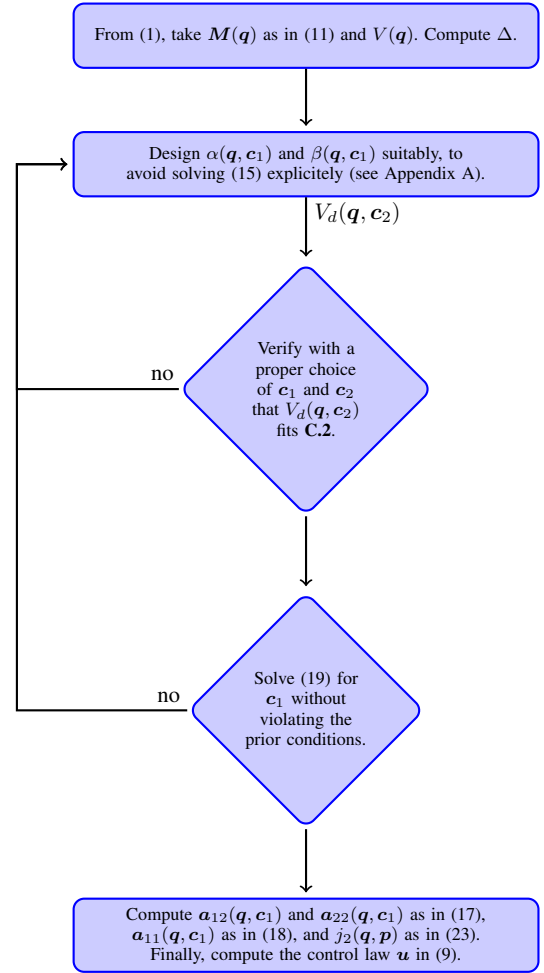 From (1), take M(q) as in (11) and V(q). Compute Δ.
Design α(q, c₁) and β(q, c₁) suitably, to
avoid solving (15) explicitely (see Appendix A).
V_d(q, c₂)
Verify with a
proper choice
of c₁ and c₂
that V_d(q, c₂)
fits C.2.
no
Solve (19) for
c₁ without
violating the
prior conditions.
no
Compute a₁₂(q, c₁) and a₂₂(q, c₁) as in (17),
a₁₁(q, c₁) as in (18), and j₂(q, p) as in (23).
Finally, compute the control law u in (9).